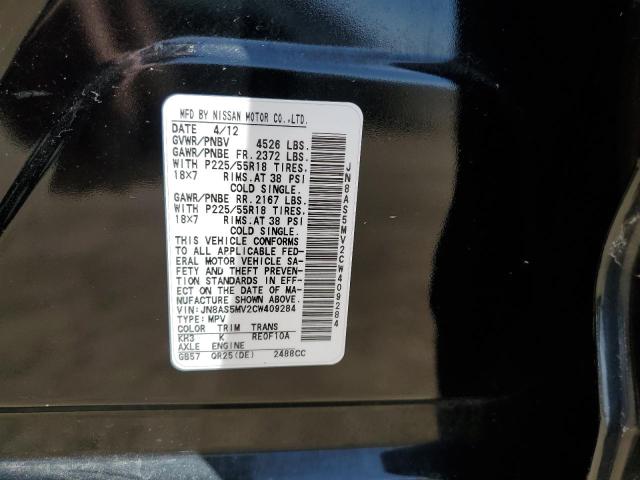 MFD BY NISSAN MOTOR CO.,LTD.
DATE 4/12
GVWR/PNBV 4526 LBS.
GAWR/PNBE FR. 2372 LBS.
WITH P225/55R18 TIRES.
18X7 RIMS.AT 38 PSI
COLD SINGLE.
GAWR/PNBE RR. 2167 LBS.
WITH P225/55R18 TIRES.
18X7 RIMS.AT 38 PSI
COLD SINGLE.
THIS VEHICLE CONFORMS
TO ALL APPLICABLE FED-
ERAL MOTOR VEHICLE SA-
FETY AND THEFT PREVEN-
TION STANDARDS IN EFF-
ECT ON THE DATE OF MA-
NUFACTURE SHOWN ABOVE.
VIN: JN8AS5MV2CW409284
TYPE: MPV
COLOR TRIM TRANS
KH3 K RE0F10A
AXLE ENGINE
GB57 QR25(DE) 2488CC
JN8AS5MV2CW409284